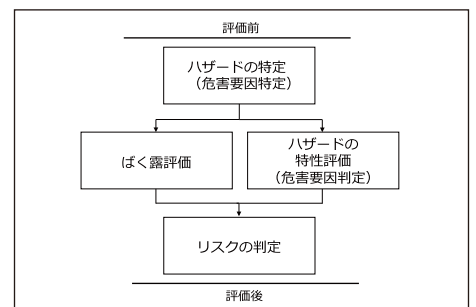 評価前
ハザードの特定
（危害要因特定）
ばく露評価
ハザードの
特性評価
（危害要因判定）
リスクの判定
評価後